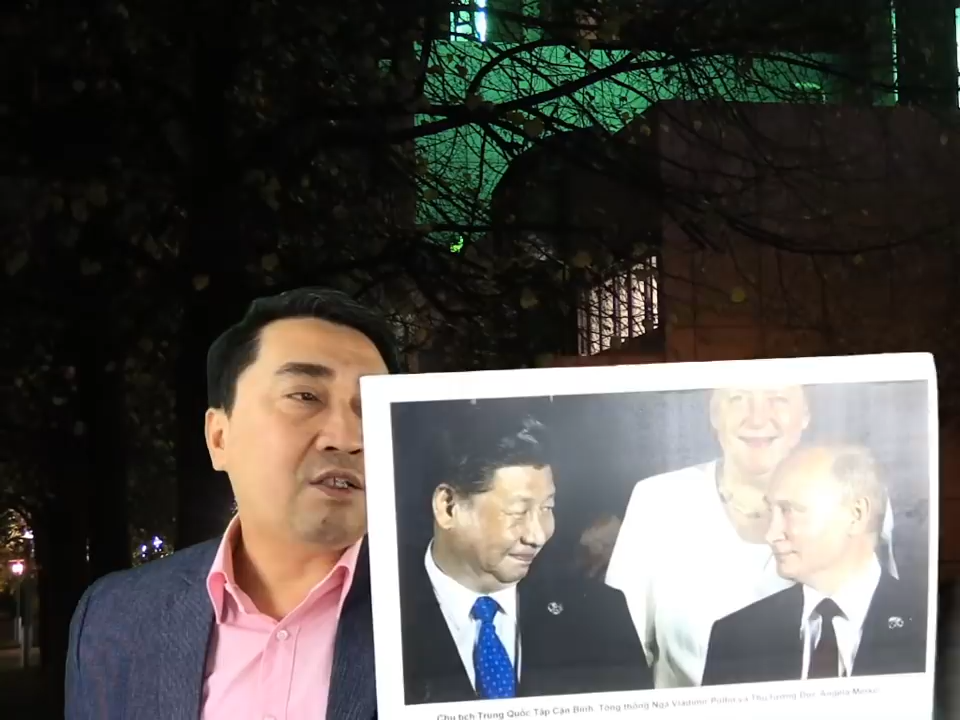 Chủ tịch Trung Quốc Tập Cận Bình, Tổng thống Nga Vladimir Putin và Thủ tướng Đức Angela Merkel